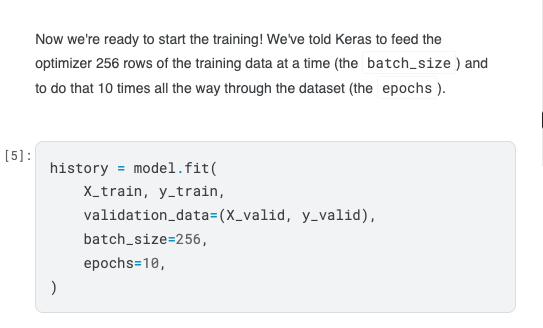 Now we're ready to start the training! We've told Keras to feed the
optimizer 256 rows of the training data at a time (the batch_size ) and
to do that 10 times all the way through the dataset (the epochs ).
[5]:
history = model.fit(
    X_train, y_train,
    validation_data=(X_valid, y_valid),
    batch_size=256,
    epochs=10,
)